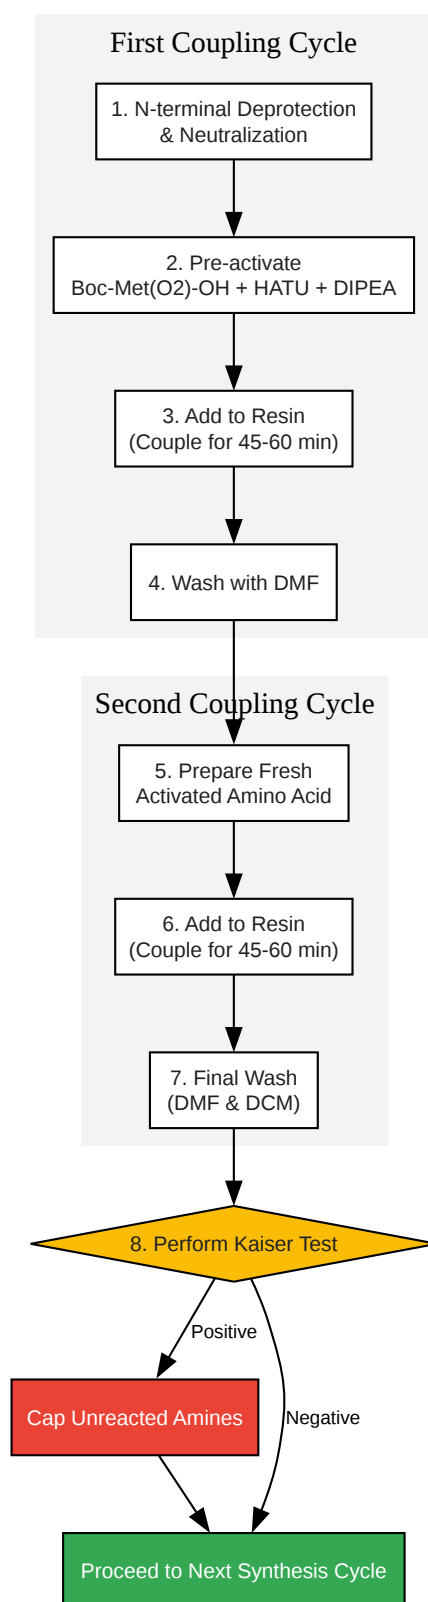 First Coupling Cycle
1. N-terminal Deprotection
& Neutralization
2. Pre-activate
Boc-Met(O2)-OH + HATU + DIPEA
3. Add to Resin
(Couple for 45-60 min)
4. Wash with DMF
Second Coupling Cycle
5. Prepare Fresh
Activated Amino Acid
6. Add to Resin
(Couple for 45-60 min)
7. Final Wash
(DMF & DCM)
8. Perform Kaiser Test
Positive
Cap Unreacted Amines
Negative
Proceed to Next Synthesis Cycle